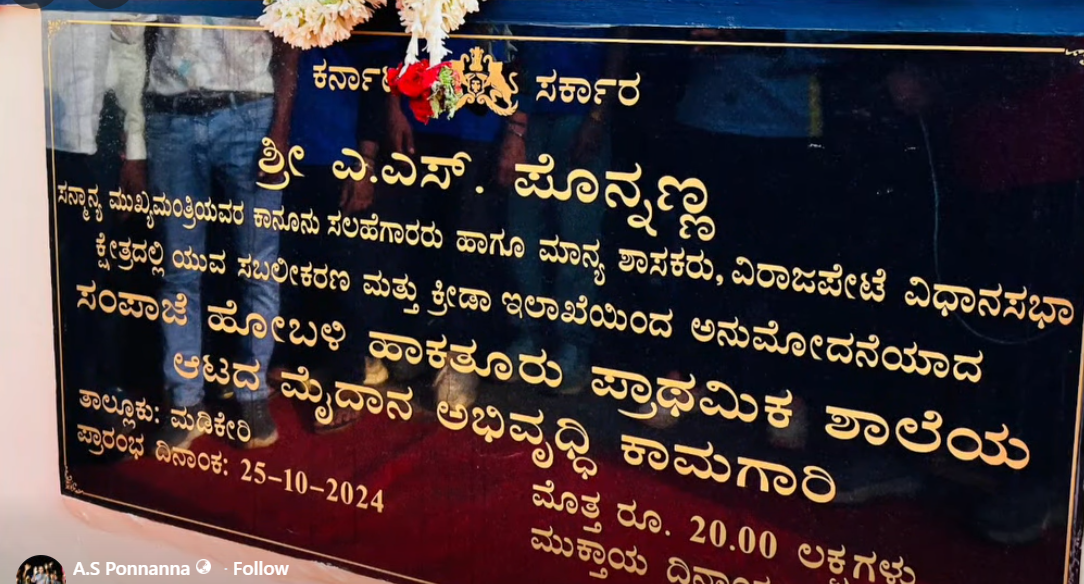 ಸರ್ಕಾರ
ಶ್ರೀ ಎ.ಎಸ್. ಪೊನ್ನಣ್ಣ
ಸನ್ಮಾನ್ಯ ಮುಖ್ಯಮಂತ್ರಿಯವರ ಕಾನೂನು ಸಲಹೆಗಾರರು ಹಾಗೂ ಮಾನ್ಯ ಶಾಸಕರು, ವಿರಾಜಪೇಟೆ ವಿಧಾನಸಭಾ
ಕ್ಷೇತ್ರದಲ್ಲಿ ಯುವ ಸಬಲೀಕರಣ ಮತ್ತು ಕ್ರೀಡಾ ಇಲಾಖೆಯಿಂದ ಅನುಮೋದನೆಯಾದ
ಸಂಪಾಜೆ ಹೋಬಳಿ ಹಾಕತೂರು ಪ್ರಾಥಮಿಕ ಶಾಲೆಯ
ಆಟದ ಮೈದಾನ ಅಭಿವೃಧ್ಧಿ ಕಾಮಗಾರಿ
ತಾಲ್ಲೂಕು: ಮಡಿಕೇರಿ
ಪ್ರಾರಂಭ ದಿನಾಂಕ: 25-10-2024
ಮೊತ್ತ ರೂ. 20.00 ಲಕ್ಷಗಳು
ಮುಕ್ತಾಯ
A.S Ponnanna · Follow